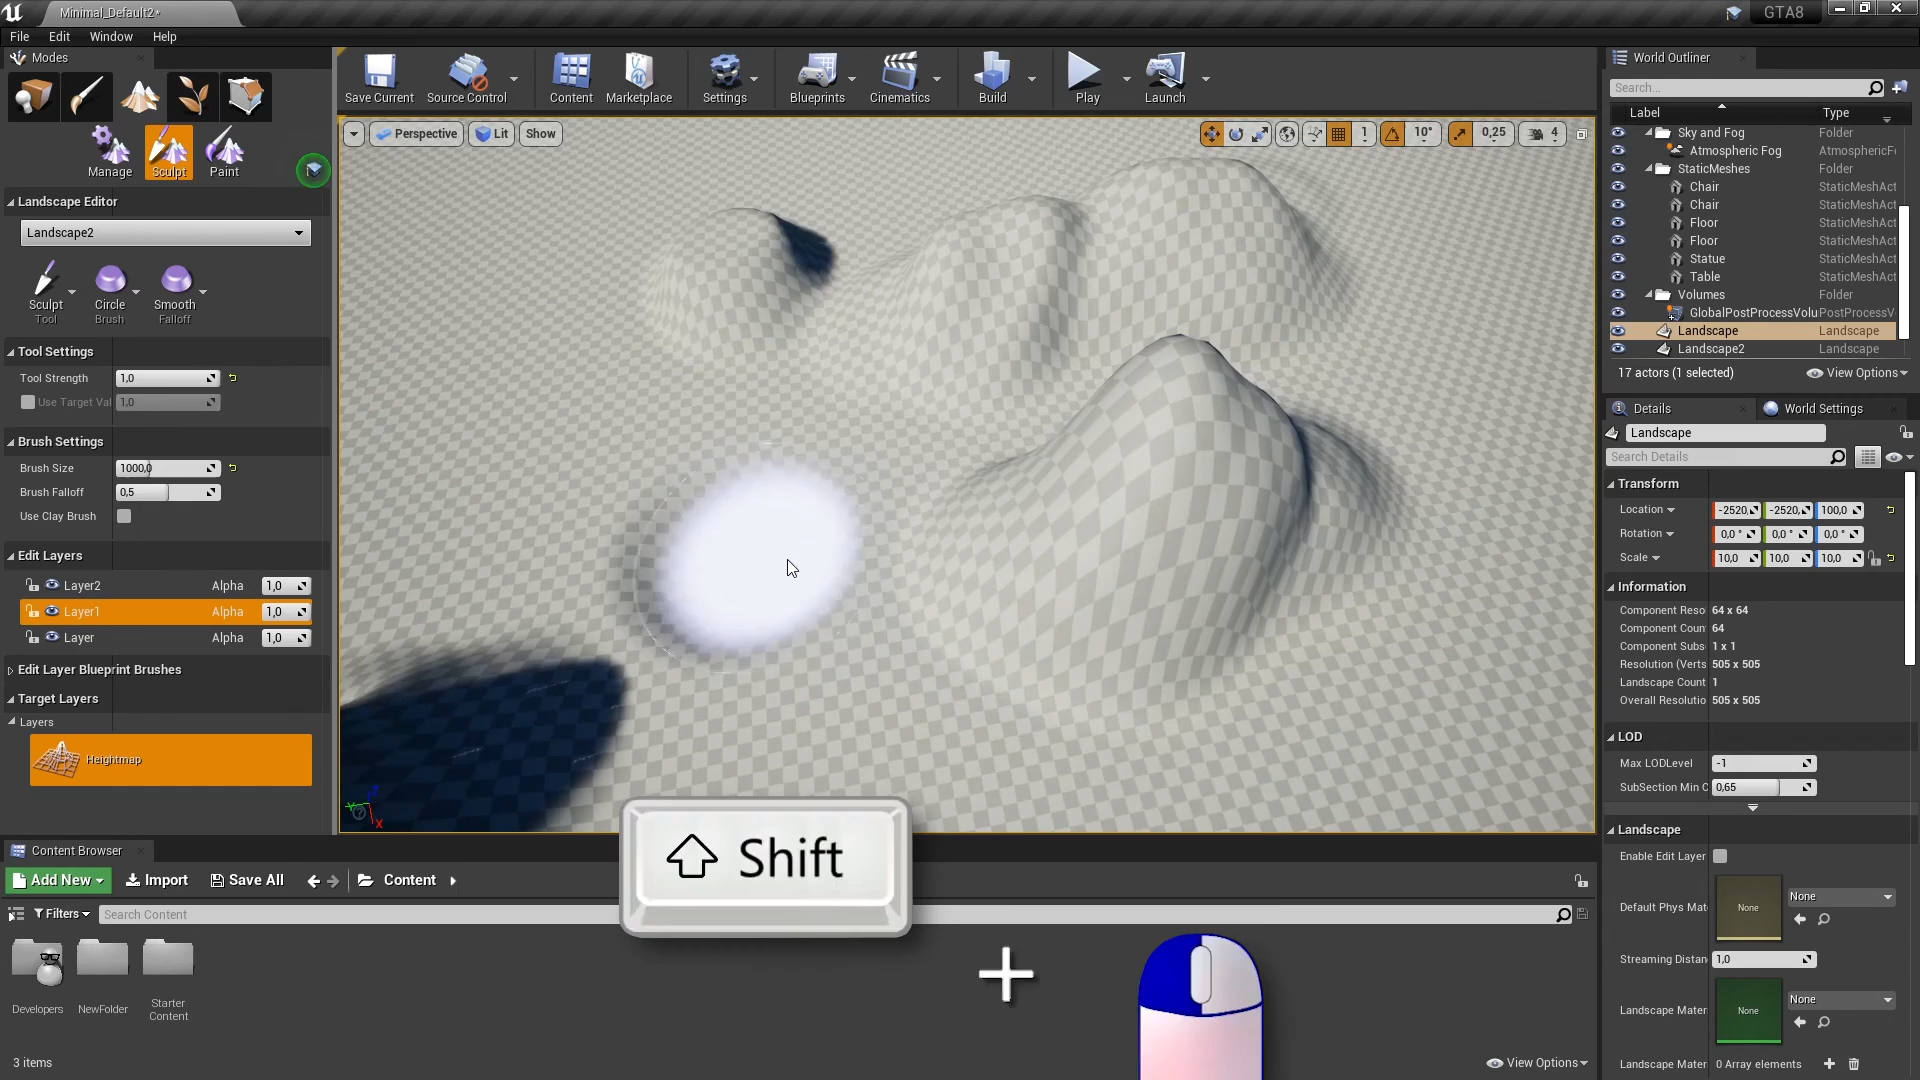 Minimal_Default2*
GTA8
File Edit Window Help
Modes
Manage Sculpt Paint
Landscape Editor
Landscape2
Sculpt Circle Smooth
Tool Brush Falloff
Tool Settings
Tool Strength 1,0
Use Target Val 1,0
Brush Settings
Brush Size 1000,0
Brush Falloff 0,5
Use Clay Brush
Edit Layers
Layer2 Alpha 1,0
Layer1 Alpha 1,0
Layer Alpha 1,0
Edit Layer Blueprint Brushes
Target Layers
Layers
Heightmap
Save Current Source Control Content Marketplace Settings Blueprints Cinematics Build Play Launch
Perspective Lit Show
1 10° 0,25 4
Z
Y
X
World Outliner
Search...
Label Type
Sky and Fog Folder
Atmospheric Fog AtmosphericF
StaticMeshes Folder
Chair StaticMeshAct
Chair StaticMeshAct
Floor StaticMeshAct
Floor StaticMeshAct
Statue StaticMeshAct
Table StaticMeshAct
Volumes Folder
GlobalPostProcessVolu PostProcessV
Landscape Landscape
Landscape2 Landscape
17 actors (1 selected) View Options
Details World Settings
Landscape
Search Details
Transform
Location -2520, -2520, 100,0
Rotation 0,0 ° 0,0 ° 0,0 °
Scale 10,0 10,0 10,0
Information
Component Reso 64 x 64
Component Coun 64
Component Subs 1 x 1
Resolution (Verts 505 x 505
Landscape Count 1
Overall Resolutio 505 x 505
LOD
Max LODLevel -1
SubSection Min C 0,65
Landscape
Enable Edit Layer
Default Phys Mat None None
Streaming Distan 1,0
Landscape Mater None None
Landscape Mater 0 Array elements
Content Browser
Add New Import Save All Content
Filters Search Content
Developers NewFolder Starter
Content
3 items View Options
Shift
+